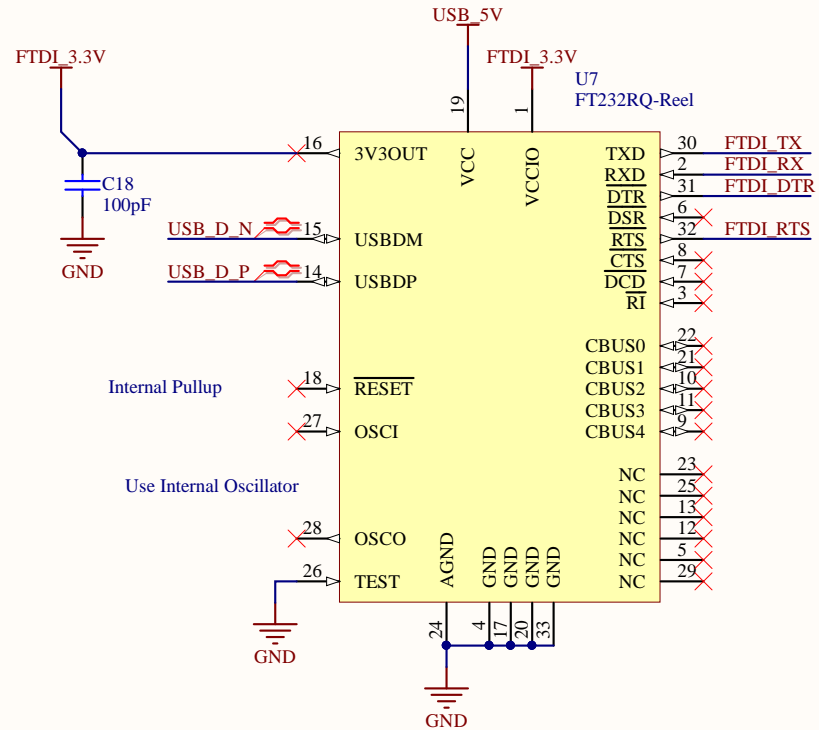 USB_5V
FTDI_3.3V
FTDI_3.3V
U7
FT232RQ-Reel
19
1
16
3V3OUT
VCC
VCCIO
TXD
30
FTDI_TX
RXD
2
FTDI_RX
DTR
31
FTDI_DTR
DSR
6
RTS
32
FTDI_RTS
CTS
8
DCD
7
RI
3
C18
100pF
GND
USB_D_N
15
USBDM
USB_D_P
14
USBDP
CBUS0
22
CBUS1
21
CBUS2
10
CBUS3
11
CBUS4
9
Internal Pullup
18
RESET
27
OSCI
Use Internal Oscillator
28
OSCO
26
TEST
GND
NC
23
NC
25
NC
13
NC
12
NC
5
NC
29
AGND
GND
GND
GND
GND
24
4
17
20
33
GND